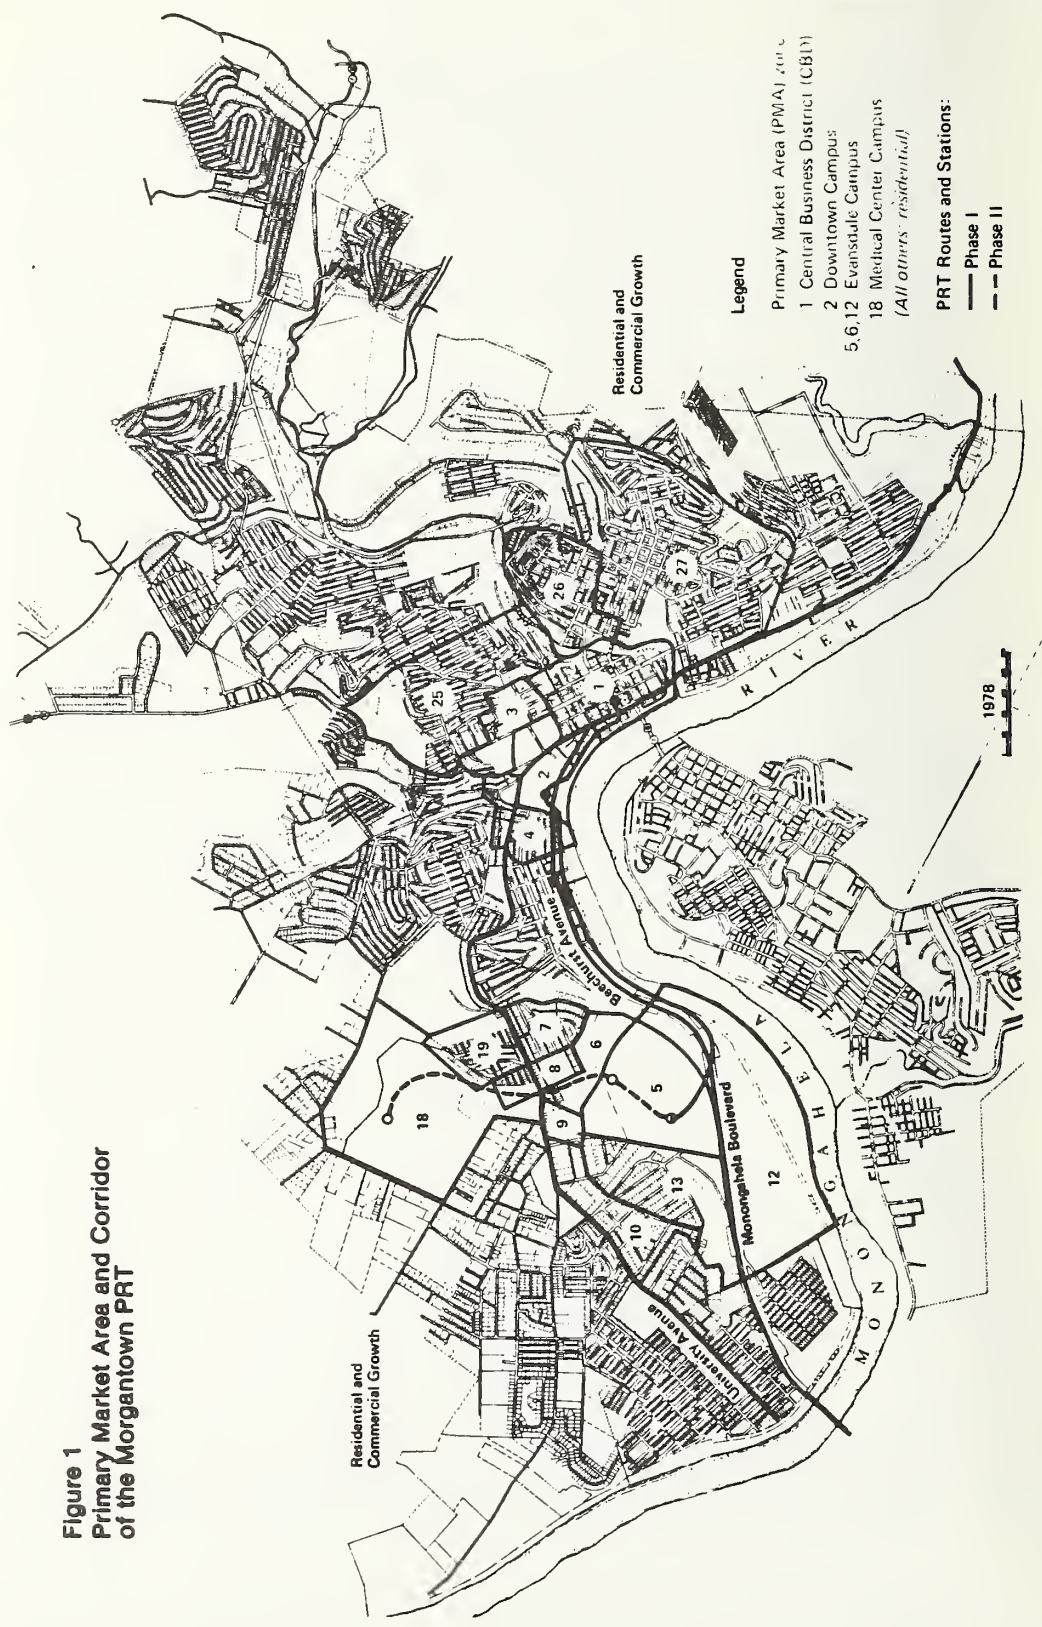 Figure 1
Primary Market Area and Corridor
of the Morgantown PRT
Residential and
Commercial Growth
Residential and
Commercial Growth
Legend
Primary Market Area (PMA)
1 Central Business District (CBD)
2 Downtown Campus
5,6,12 Evansdale Campus
18 Medical Center Campus
(All others residential)
PRT Routes and Stations:
Phase I
Phase II
18
19
7
8
6
9
5
13
10
12
4
2
3
25
1
26
27
Beechurst Avenue
Monongahela Boulevard
University Avenue
MONONGAHELA
RIVER
1978